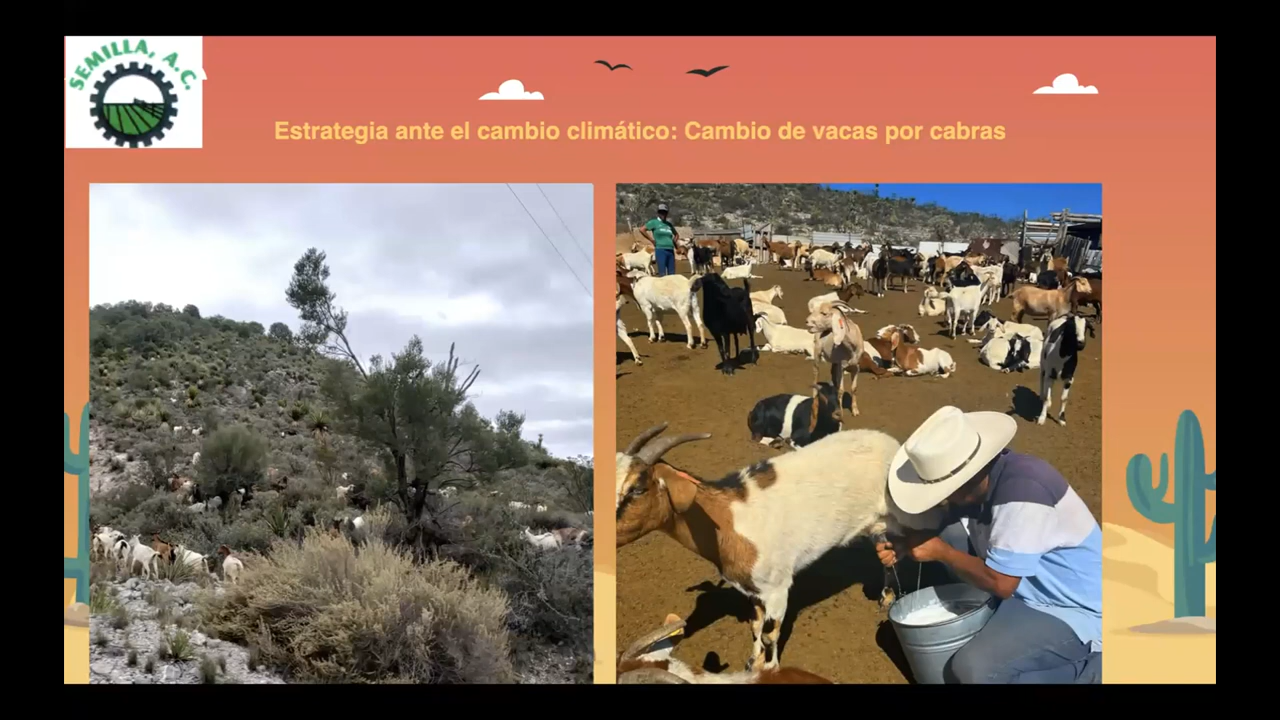 SEMILLA, A.C.
Estrategia ante el cambio climático: Cambio de vacas por cabras